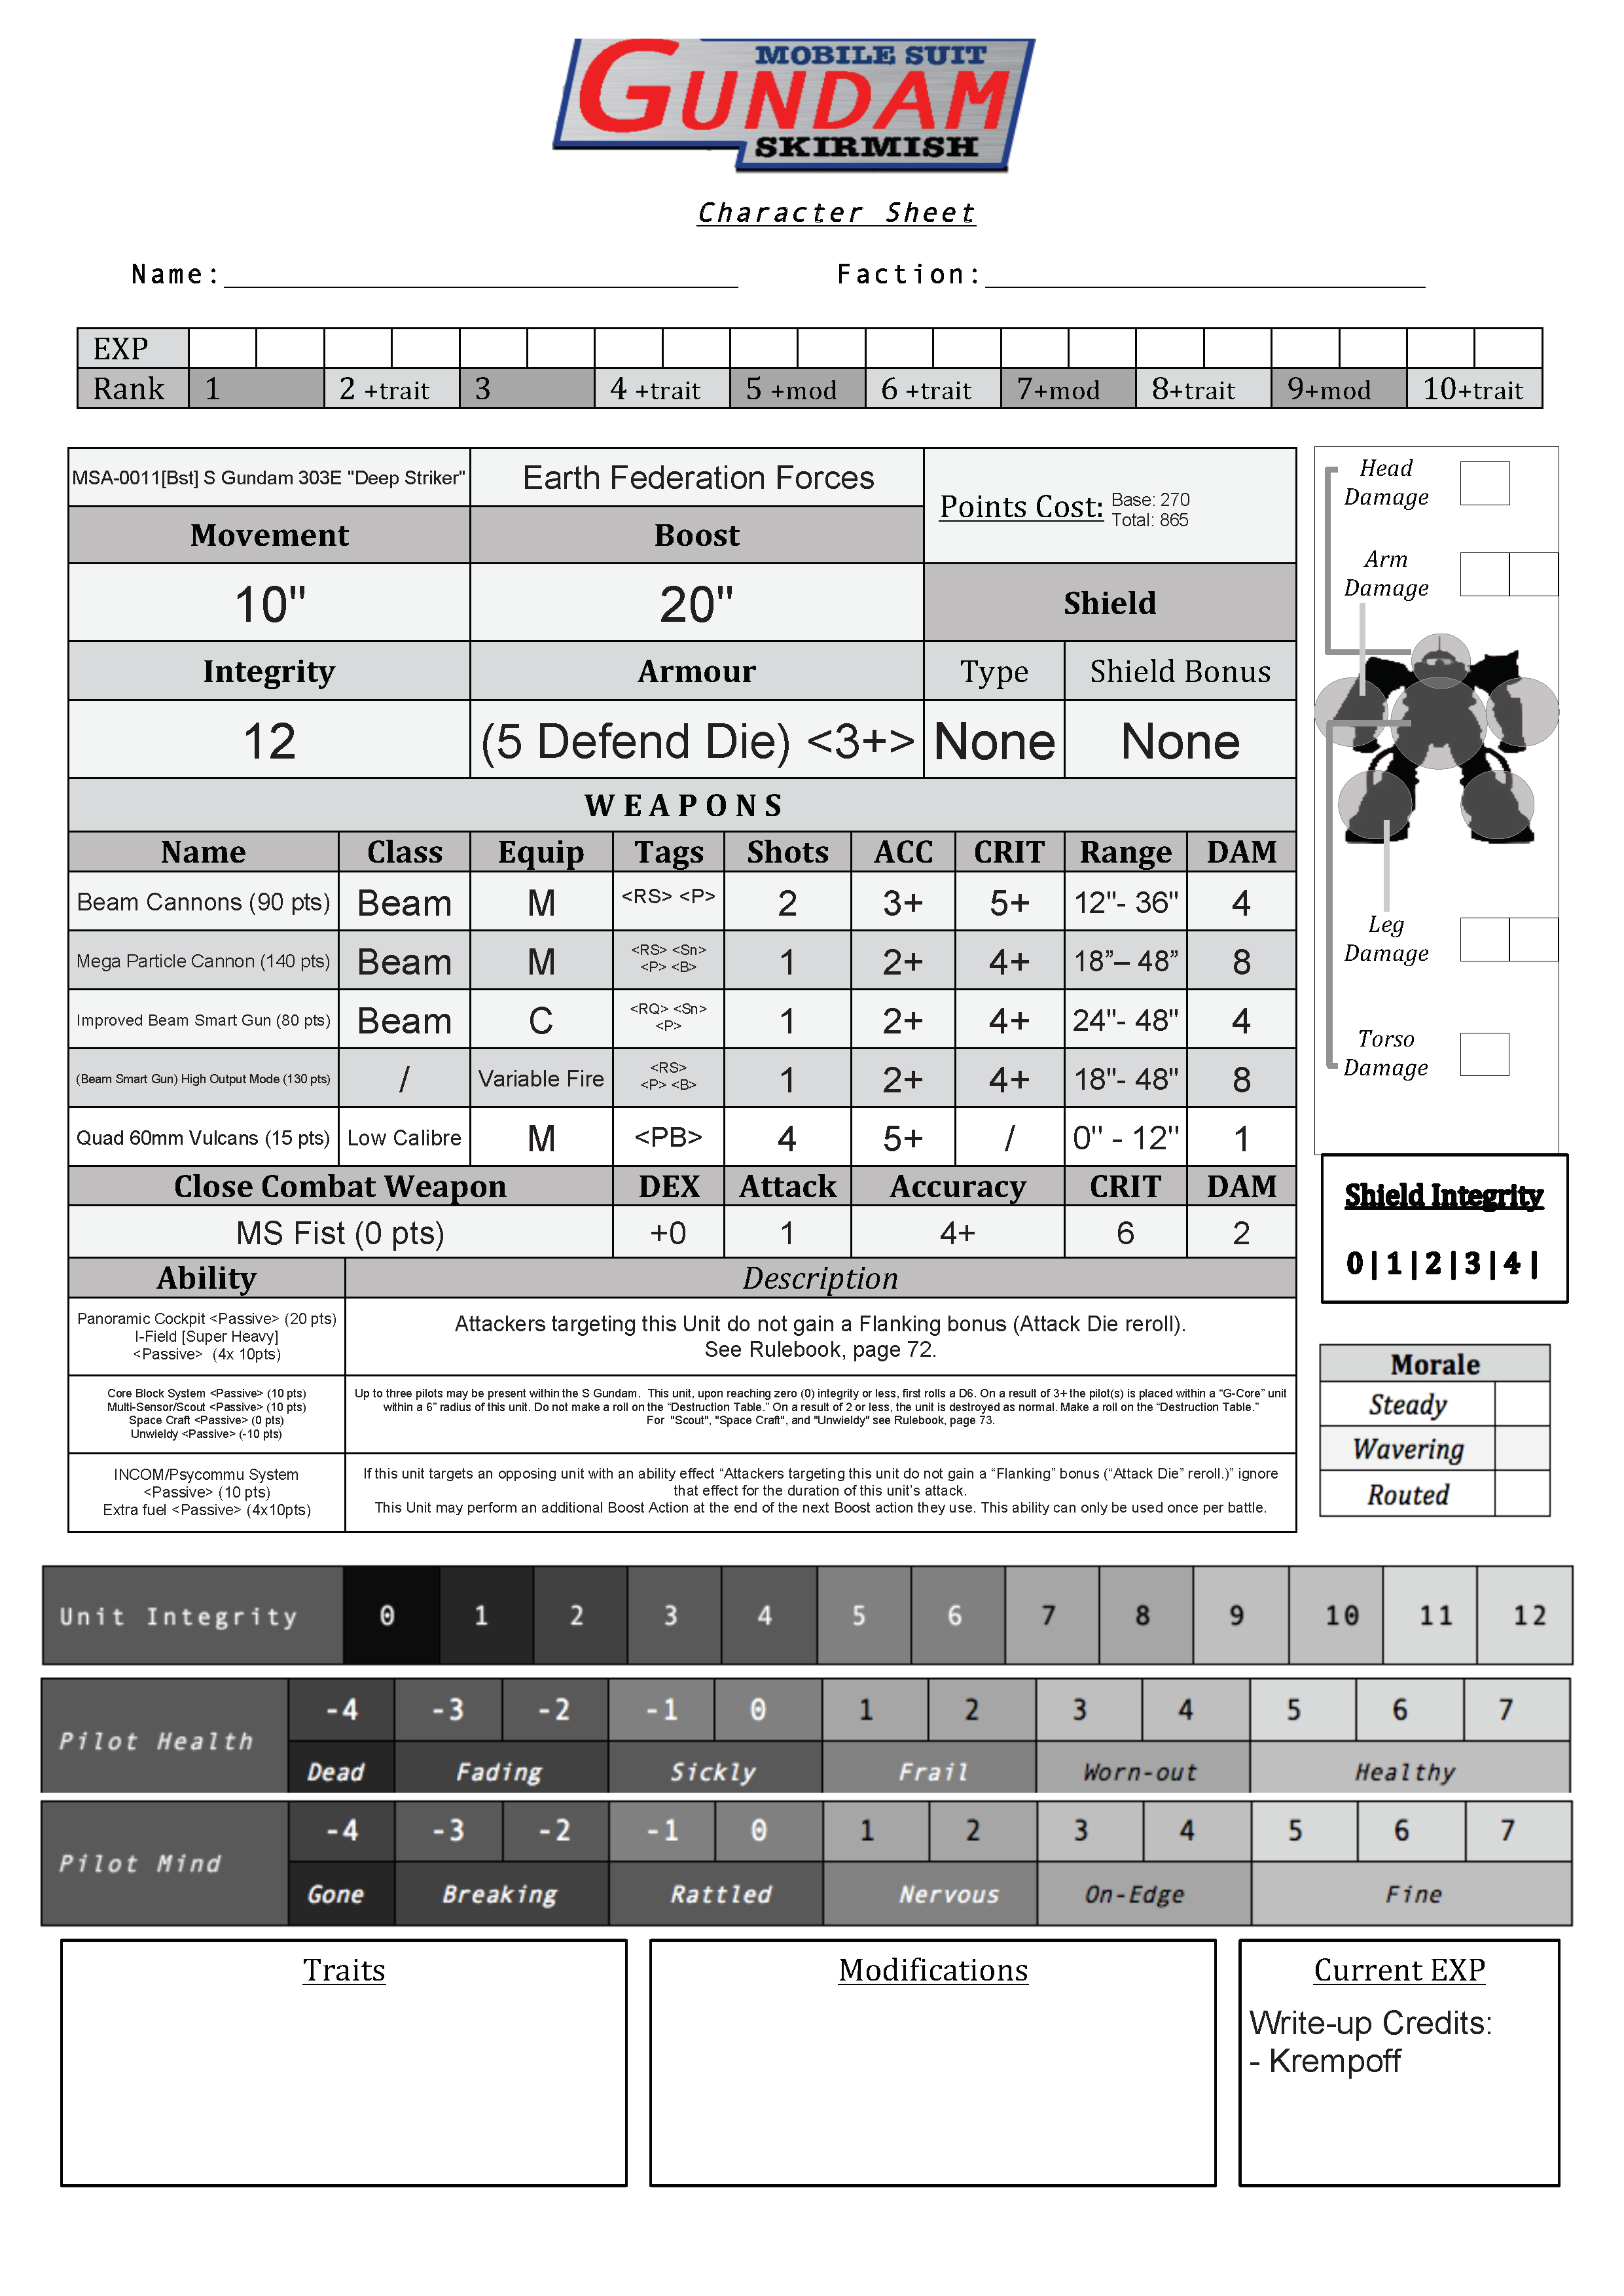 MOBILE SUIT
GUNDAM
SKIRMISH
Character Sheet
Name: Faction:
EXP
Rank 1 2 +trait 3 4 +trait 5 +mod 6 +trait 7+mod 8+trait 9+mod 10+trait
MSA-0011[Bst] S Gundam 303E "Deep Striker" Earth Federation Forces Points Cost: Base: 270
Total: 865
Movement Boost
10" 20" Shield
Integrity Armour Type Shield Bonus
12 (5 Defend Die) <3+> None None
WEAPONS
Name Class Equip Tags Shots ACC CRIT Range DAM
Beam Cannons (90 pts) Beam M <RS> <P> 2 3+ 5+ 12"- 36" 4
Mega Particle Cannon (140 pts) Beam M <RS> <Sn> <P> <B> 1 2+ 4+ 18”– 48” 8
Improved Beam Smart Gun (80 pts) Beam C <RQ> <Sn> <P> 1 2+ 4+ 24"- 48" 4
(Beam Smart Gun) High Output Mode (130 pts) / Variable Fire <RS> <P> <B> 1 2+ 4+ 18"- 48" 8
Quad 60mm Vulcans (15 pts) Low Calibre M <PB> 4 5+ / 0" - 12" 1
Close Combat Weapon DEX Attack Accuracy CRIT DAM
MS Fist (0 pts) +0 1 4+ 6 2
Ability Description
Panoramic Cockpit <Passive> (20 pts)
I-Field [Super Heavy]
<Passive> (4x 10pts)
Attackers targeting this Unit do not gain a Flanking bonus (Attack Die reroll).
See Rulebook, page 72.
Core Block System <Passive> (10 pts)
Multi-Sensor/Scout <Passive> (10 pts)
Space Craft <Passive> (0 pts)
Unwieldy <Passive> (-10 pts)
Up to three pilots may be present within the S Gundam. This unit, upon reaching zero (0) integrity or less, first rolls a D6. On a result of 3+ the pilot(s) is placed within a “G-Core” unit
within a 6” radius of this unit. Do not make a roll on the “Destruction Table.” On a result of 2 or less, the unit is destroyed as normal. Make a roll on the “Destruction Table.”
For "Scout", "Space Craft", and "Unwieldy" see Rulebook, page 73.
INCOM/Psycommu System
<Passive> (10 pts)
Extra fuel <Passive> (4x10pts)
If this unit targets an opposing unit with an ability effect “Attackers targeting this unit do not gain a “Flanking” bonus (“Attack Die” reroll.)” ignore
that effect for the duration of this unit’s attack.
This Unit may perform an additional Boost Action at the end of the next Boost action they use. This ability can only be used once per battle.
Head
Damage
Arm
Damage
Leg
Damage
Torso
Damage
Shield Integrity
0 | 1 | 2 | 3 | 4 |
Morale
Steady
Wavering
Routed
Unit Integrity 0 1 2 3 4 5 6 7 8 9 10 11 12
Pilot Health -4 -3 -2 -1 0 1 2 3 4 5 6 7
Dead Fading Sickly Frail Worn-out Healthy
Pilot Mind -4 -3 -2 -1 0 1 2 3 4 5 6 7
Gone Breaking Rattled Nervous On-Edge Fine
Traits Modifications Current EXP
Write-up Credits:
- Krempoff